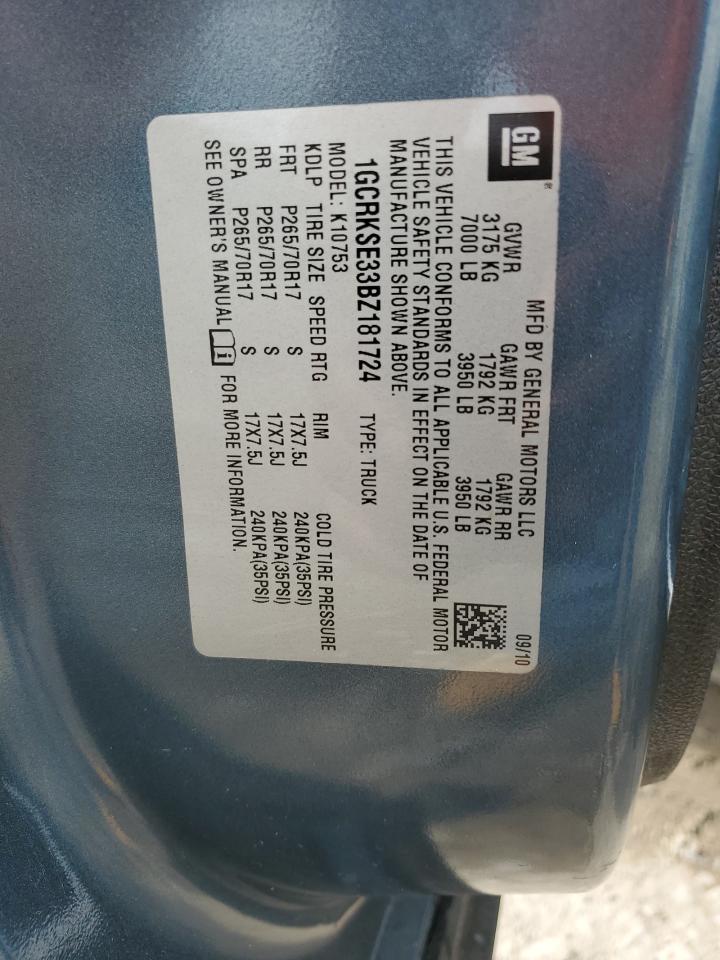 GM®
MFD BY GENERAL MOTORS LLC 09/10
GVWR GAWR FRT GAWR RR
3175 KG 1792 KG 1792 KG
7000 LB 3950 LB 3950 LB
THIS VEHICLE CONFORMS TO ALL APPLICABLE U.S. FEDERAL MOTOR
VEHICLE SAFETY STANDARDS IN EFFECT ON THE DATE OF
MANUFACTURE SHOWN ABOVE.
1GCRKSE33BZ181724 TYPE: TRUCK
MODEL: K10753
KDLP TIRE SIZE SPEED RTG RIM COLD TIRE PRESSURE
FRT P265/70R17 S 17X7.5J 240KPA(35PSI)
RR P265/70R17 S 17X7.5J 240KPA(35PSI)
SPA P265/70R17 S 17X7.5J 240KPA(35PSI)
SEE OWNER'S MANUAL i FOR MORE INFORMATION.